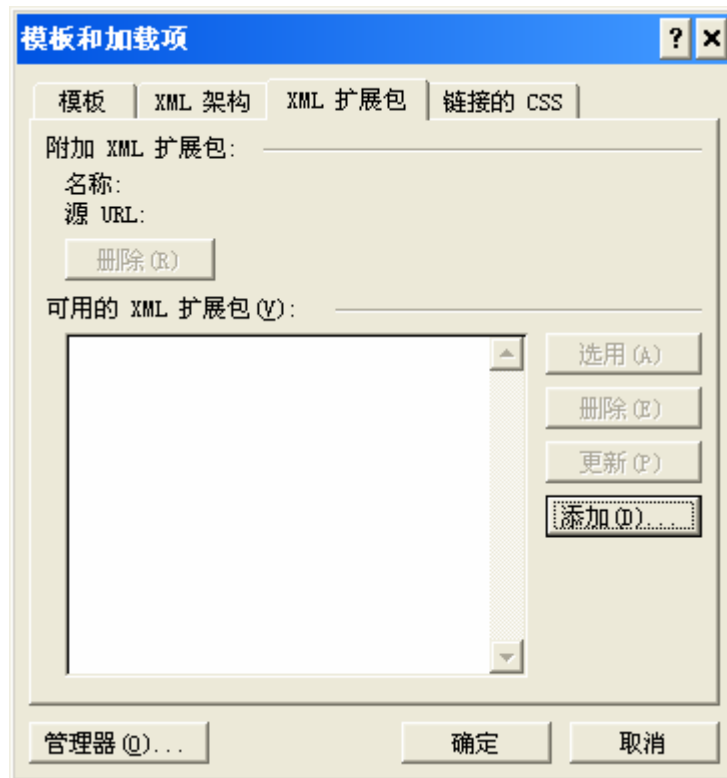 模板和加载项
模板 XML 架构 XML 扩展包 链接的 CSS
附加 XML 扩展包:
名称:
源 URL:
删除(R)
可用的 XML 扩展包(V):
选用(A)
删除(E)
更新(P)
添加(D)...
管理器(O)... 确定 取消